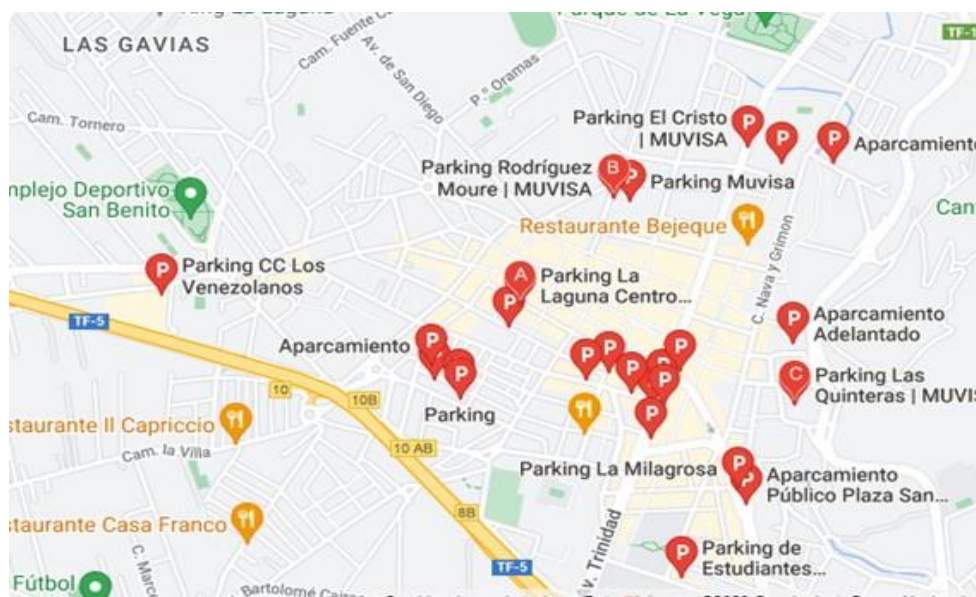 LAS GAVIAS
Cam. Fuente
Av. de San Diego
P.º Oramas
Parque de La Vega
TF-1
Cam. Tornero
Parking El Cristo
| MUVISA
Aparcamiento
Parking Rodríguez
Moure | MUVISA
B
Parking Muvisa
mplejo Deportivo
San Benito
Restaurante Bejeque
Cant
C. Nava y Grimon
Parking CC Los
Venezolanos
A
Parking La
Laguna Centro...
TF-5
Aparcamiento
Aparcamiento
Adelantado
10
10B
Parking
C
Parking Las
Quinteras | MUVIS
staurante Il Capriccio
Cam. la Villa
10 AB
Parking La Milagrosa
Aparcamiento
Público Plaza San...
staurante Casa Franco
8B
v. Trinidad
TF-5
Parking de
Estudiantes...
C. Marce
Fútbol
Bartolomé Cairas